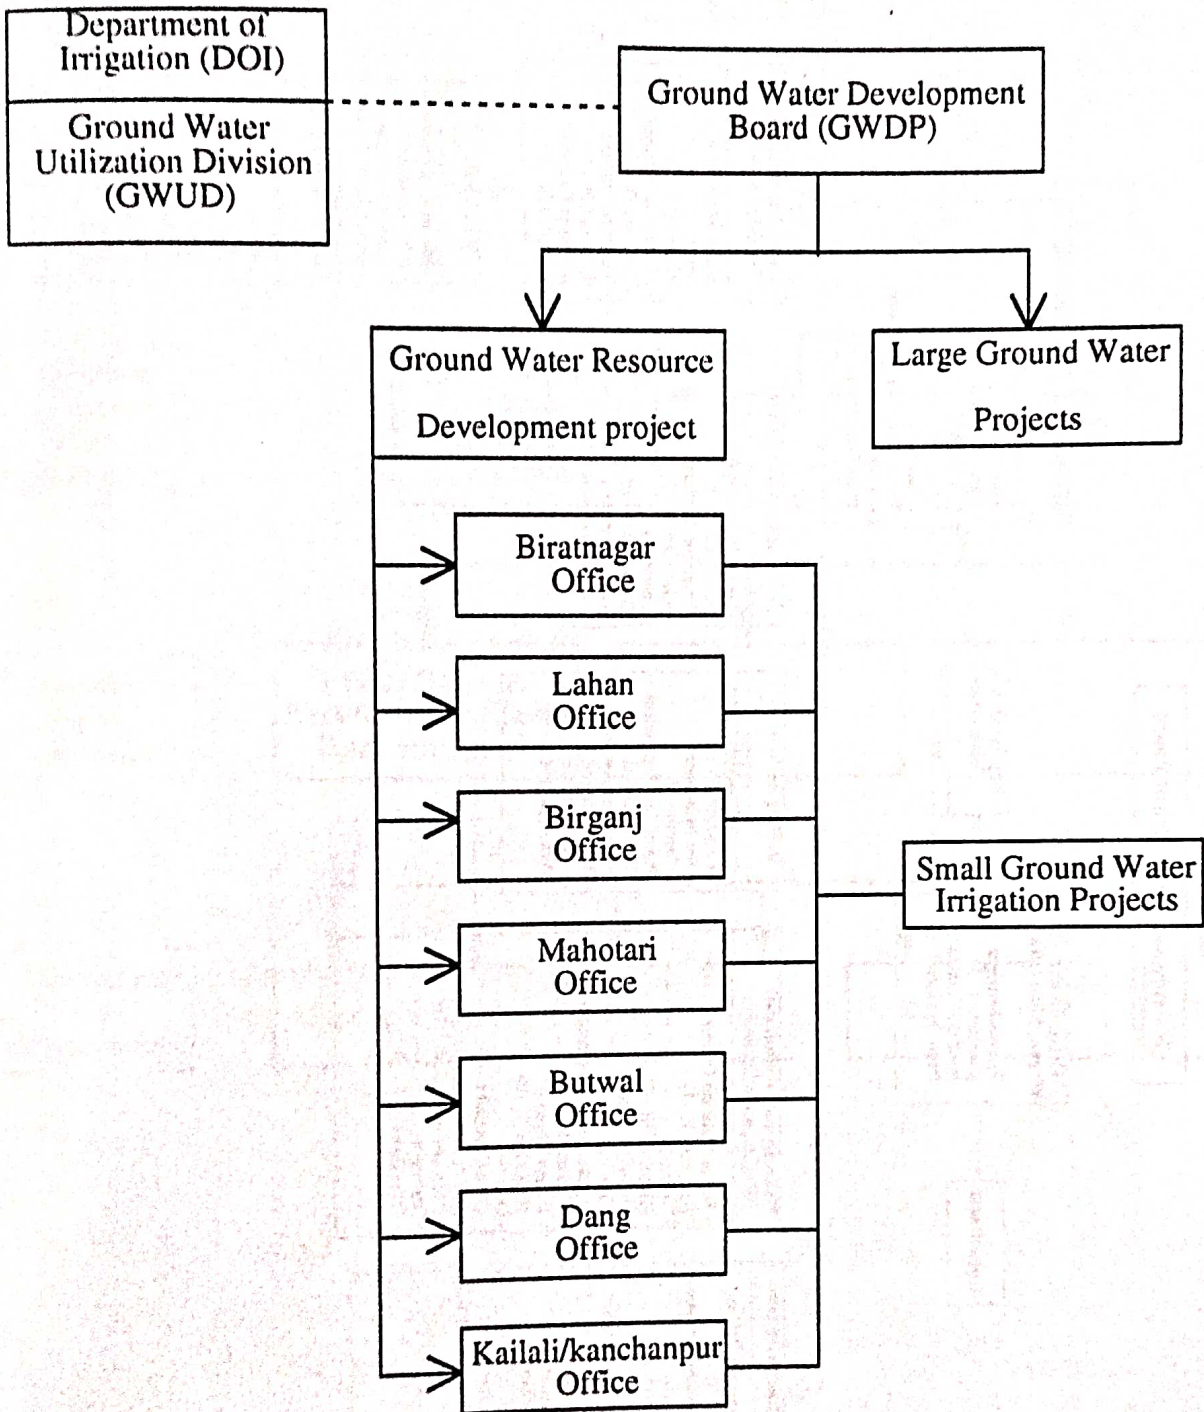 Department of
Irrigation (DOI)
Ground Water
Utilization Division
(GWUD)
Ground Water Development
Board (GWDP)
Ground Water Resource
Development project
Large Ground Water
Projects
Biratnagar
Office
Lahan
Office
Birganj
Office
Mahotari
Office
Butwal
Office
Dang
Office
Kailali/kanchanpur
Office
Small Ground Water
Irrigation Projects